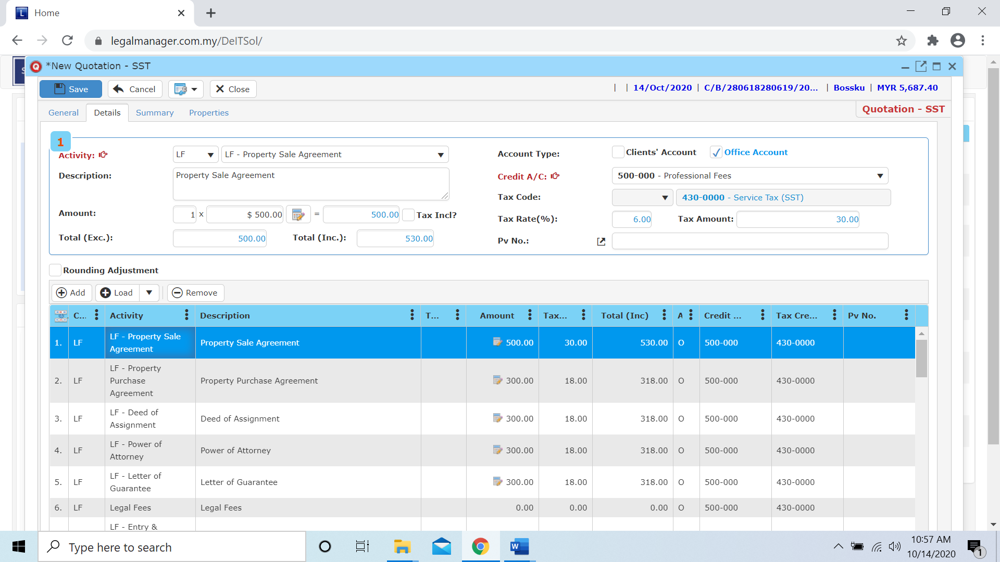 Home
legalmanager.com.my/DelTSol/
*New Quotation - SST
Save Cancel Close
| | 14/Oct/2020 | C/B/280618280619/20... | Bossku | MYR 5,687.40
General Details Summary Properties
Quotation - SST
1
Activity: LF LF - Property Sale Agreement
Account Type: Clients' Account Office Account
Description: Property Sale Agreement
Credit A/C: 500-000 - Professional Fees
Tax Code: 430-0000 - Service Tax (SST)
Amount: 1 x $ 500.00 = 500.00 Tax Incl?
Tax Rate(%): 6.00 Tax Amount: 30.00
Total (Exc.): 500.00 Total (Inc.): 530.00
Pv No.:
Rounding Adjustment
Add Load Remove
C... Activity Description T... Amount Tax... Total (Inc) A Credit ... Tax Cre... Pv No.
1. LF LF - Property Sale Agreement Property Sale Agreement 500.00 30.00 530.00 O 500-000 430-0000
2. LF LF - Property Purchase Agreement Property Purchase Agreement 300.00 18.00 318.00 O 500-000 430-0000
3. LF LF - Deed of Assignment Deed of Assignment 300.00 18.00 318.00 O 500-000 430-0000
4. LF LF - Power of Attorney Power of Attorney 300.00 18.00 318.00 O 500-000 430-0000
5. LF LF - Letter of Guarantee Letter of Guarantee 300.00 18.00 318.00 O 500-000 430-0000
6. LF Legal Fees Legal Fees 0.00 0.00 0.00 O 500-000 430-0000
LF - Entry &
Type here to search
10:57 AM
10/14/2020
1